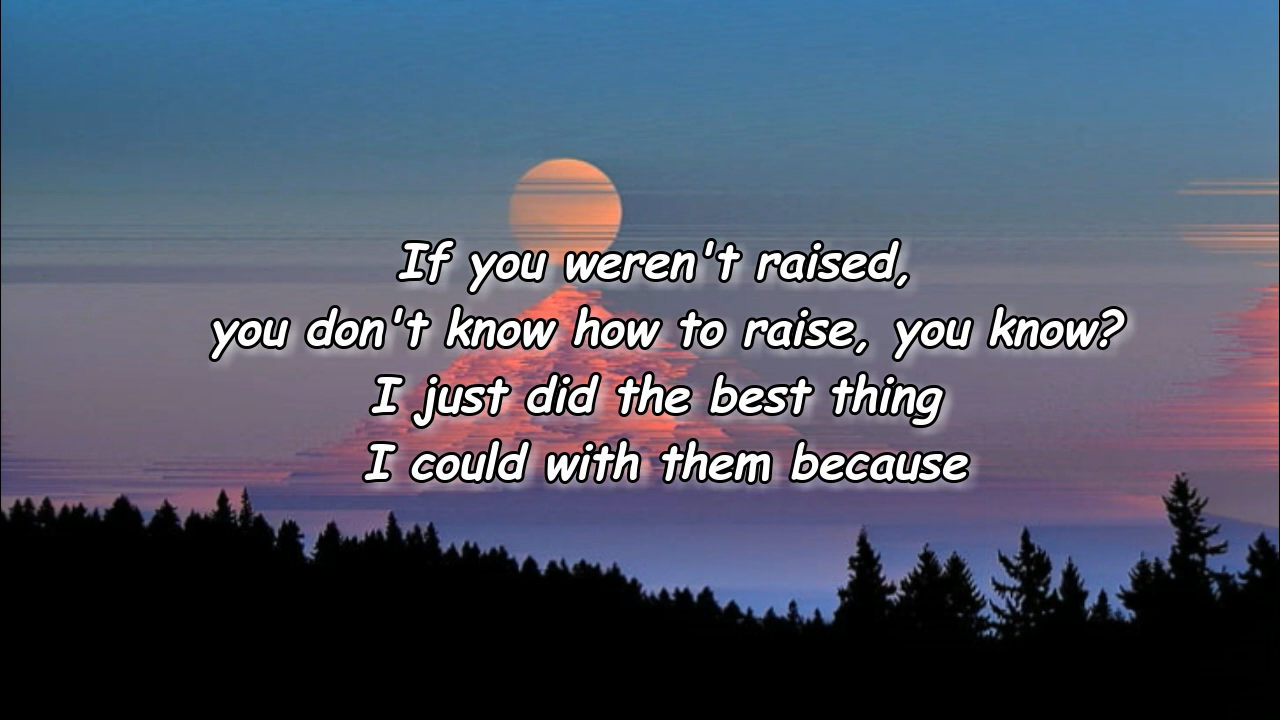 If you weren't raised,
you don't know how to raise, you know?
I just did the best thing
I could with them because